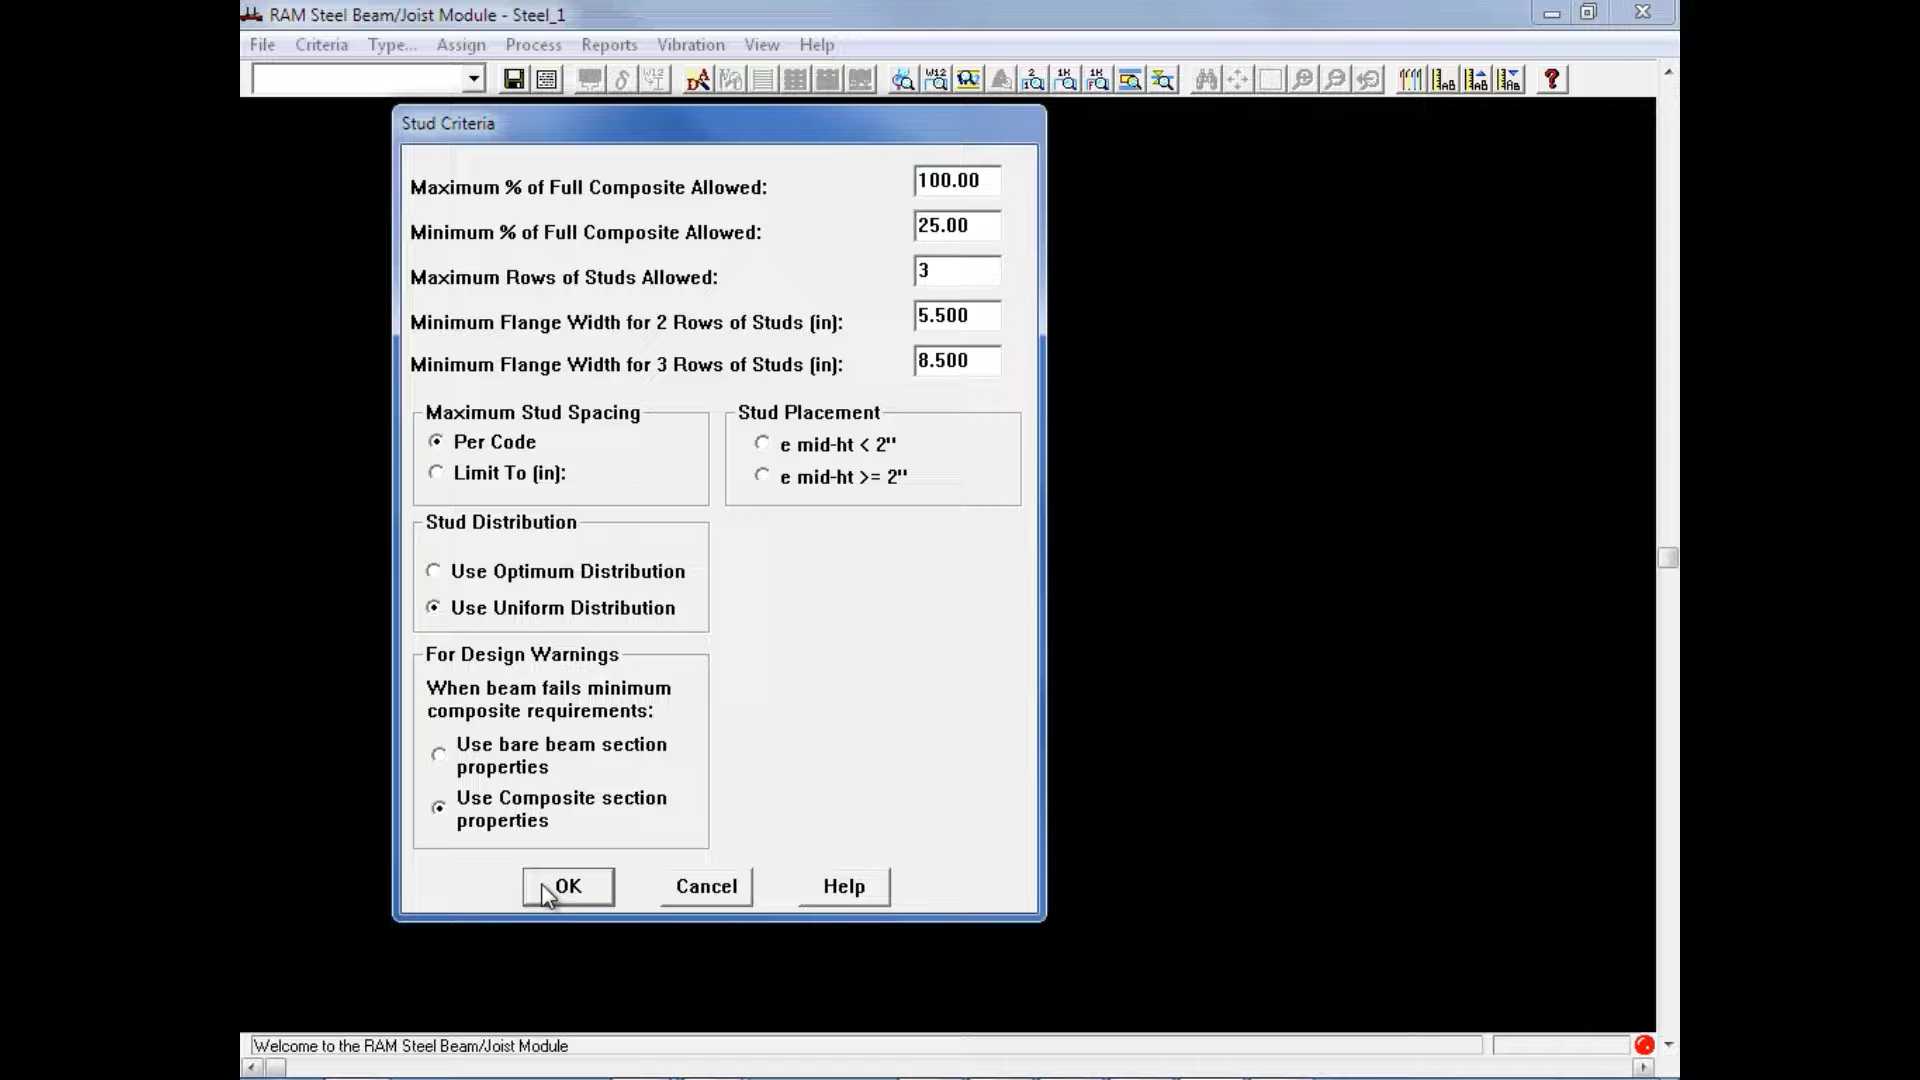 RAM Steel Beam/Joist Module - Steel_1
File Criteria Type... Assign Process Reports Vibration View Help
Stud Criteria
Maximum % of Full Composite Allowed: 100.00
Minimum % of Full Composite Allowed: 25.00
Maximum Rows of Studs Allowed: 3
Minimum Flange Width for 2 Rows of Studs (in): 5.500
Minimum Flange Width for 3 Rows of Studs (in): 8.500
Maximum Stud Spacing
Per Code
Limit To (in):
Stud Placement
e mid-ht < 2"
e mid-ht >= 2"
Stud Distribution
Use Optimum Distribution
Use Uniform Distribution
For Design Warnings
When beam fails minimum
composite requirements:
Use bare beam section
properties
Use Composite section
properties
OK Cancel Help
Welcome to the RAM Steel Beam/Joist Module